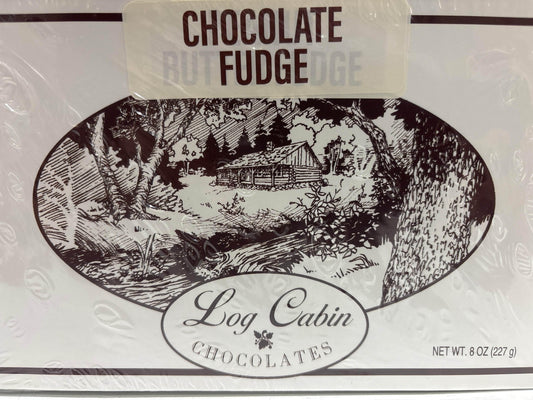 CHOCOLATE
FUDGE
Log Cabin
CHOCOLATES
NET WT. 8 OZ (227 g)